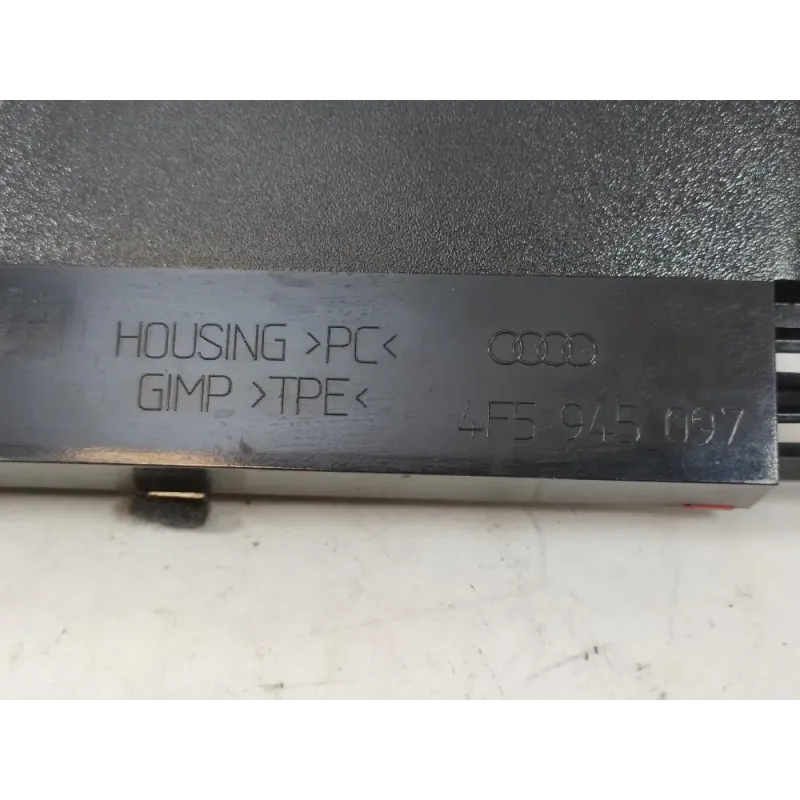 HOUSING >PC<
GIMP >TPE<
4F5 945 097